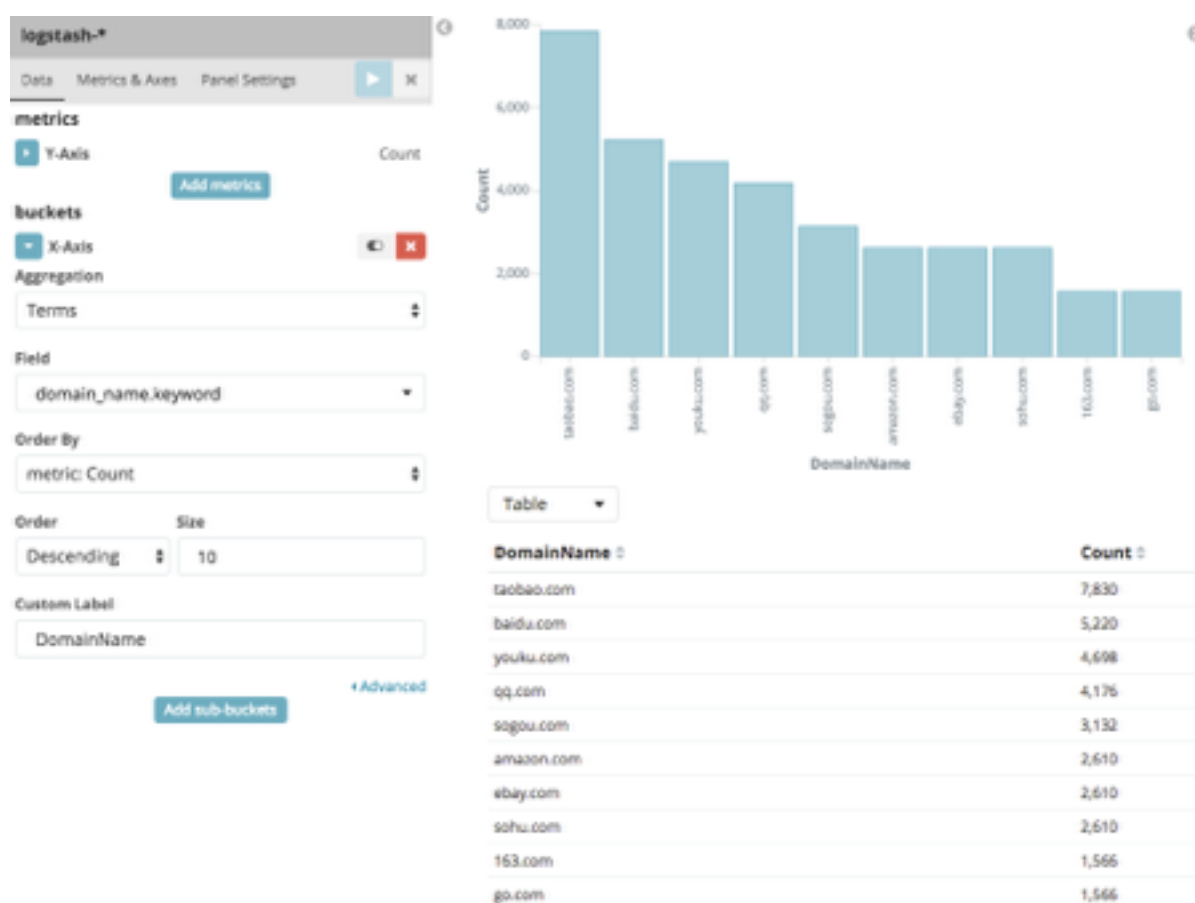 logstash-*
Data Metrics & Axes Panel Settings
metrics
Y-Axis Count
Add metrics
buckets
X-Axis
Aggregation
Terms
Field
domain_name.keyword
Order By
metric: Count
Order Size
Descending 10
Custom Label
DomainName
Advanced
Add sub-buckets
8,000
6,000
4,000
2,000
0
Count
taobao.com
baidu.com
youku.com
qq.com
sogou.com
amazon.com
ebay.com
sohu.com
163.com
go.com
DomainName
Table
DomainName Count
taobao.com 7,830
baidu.com 5,220
youku.com 4,698
qq.com 4,176
sogou.com 3,132
amazon.com 2,610
ebay.com 2,610
sohu.com 2,610
163.com 1,566
go.com 1,566